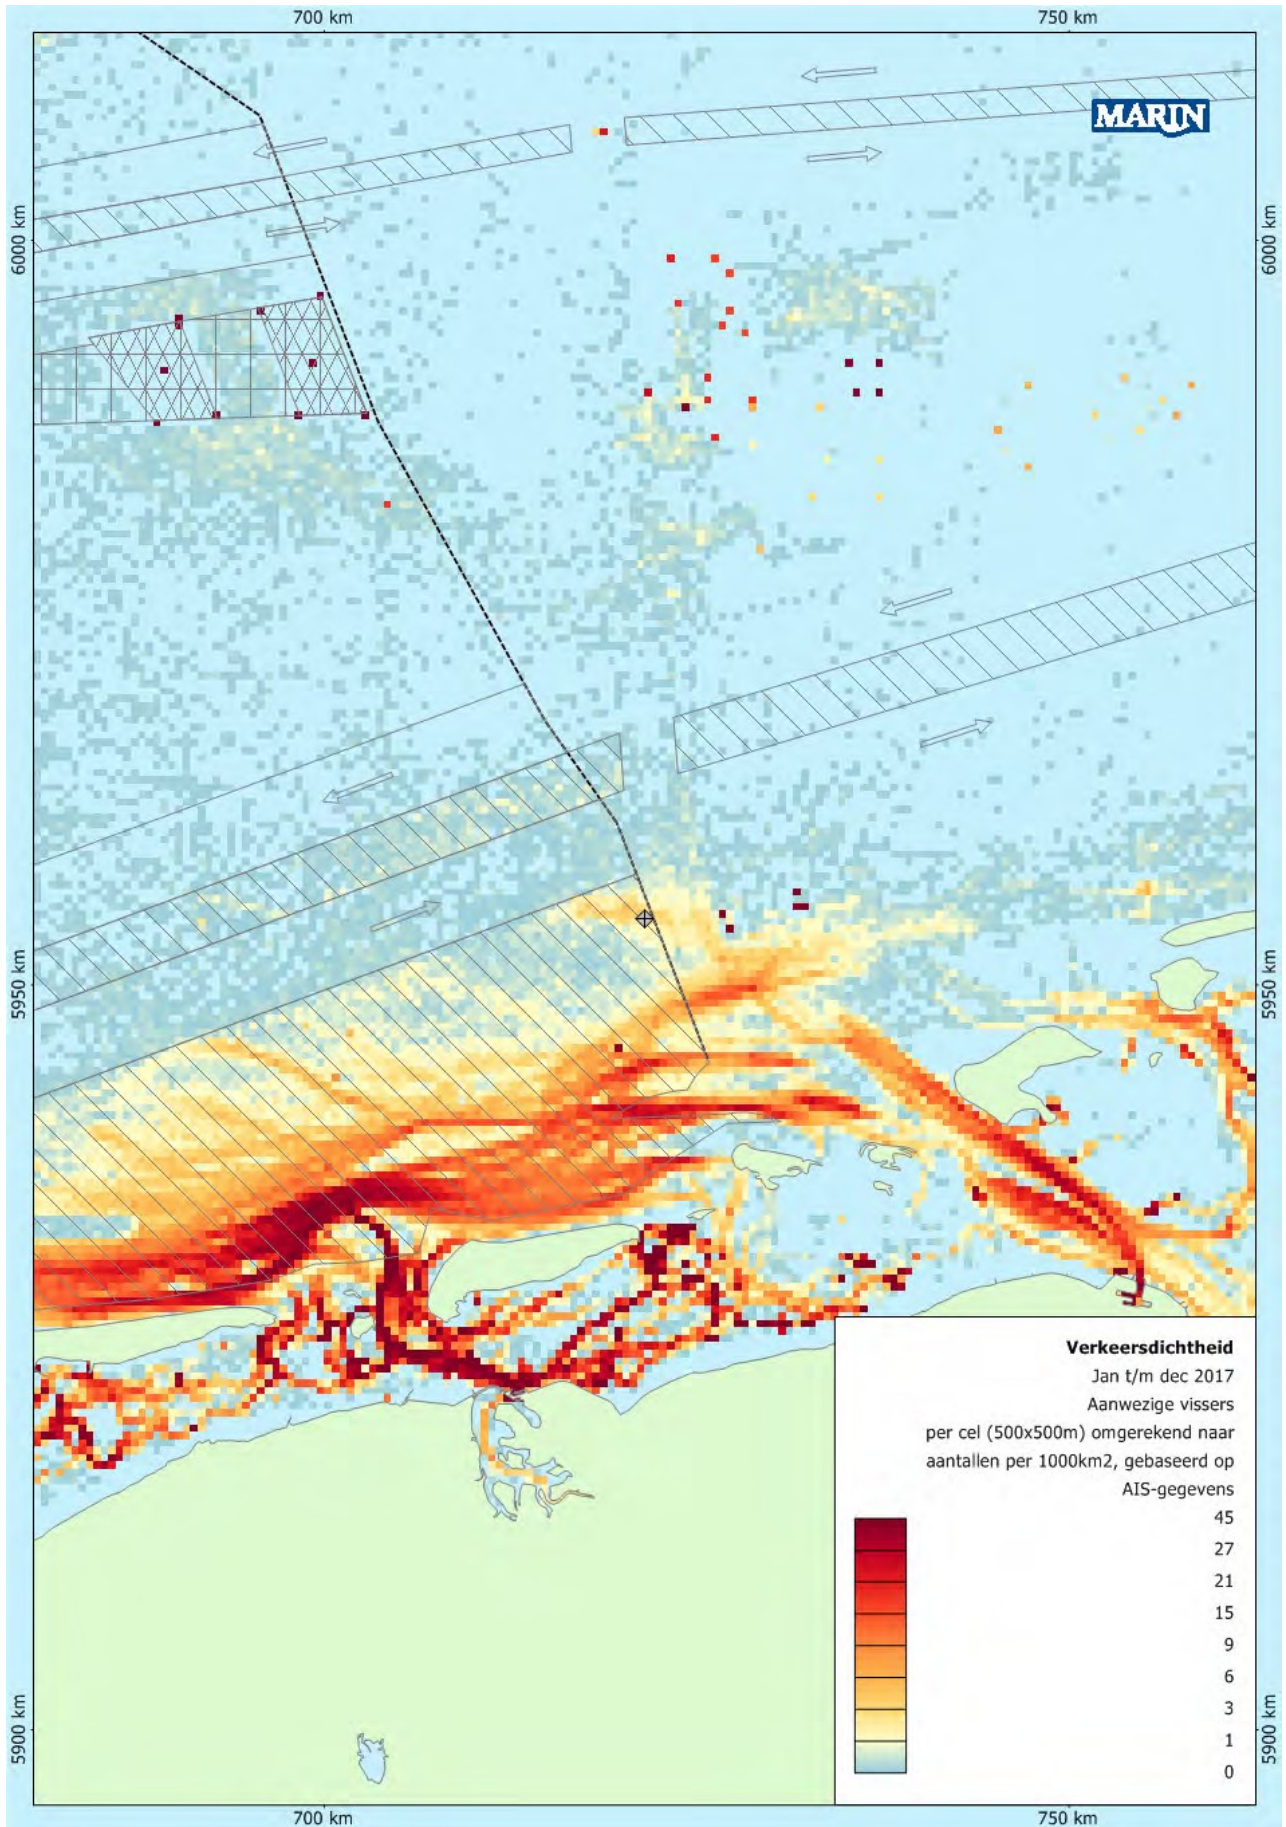 700 km
750 km
MARIN
6000 km
6000 km
5950 km
5950 km
Verkeersdichtheid
Jan t/m dec 2017
Aanwezige vissers
per cel (500x500m) omgerekend naar
aantallen per 1000km2, gebaseerd op
AIS-gegevens
45
27
21
15
9
6
3
1
0
5900 km
5900 km
700 km
750 km